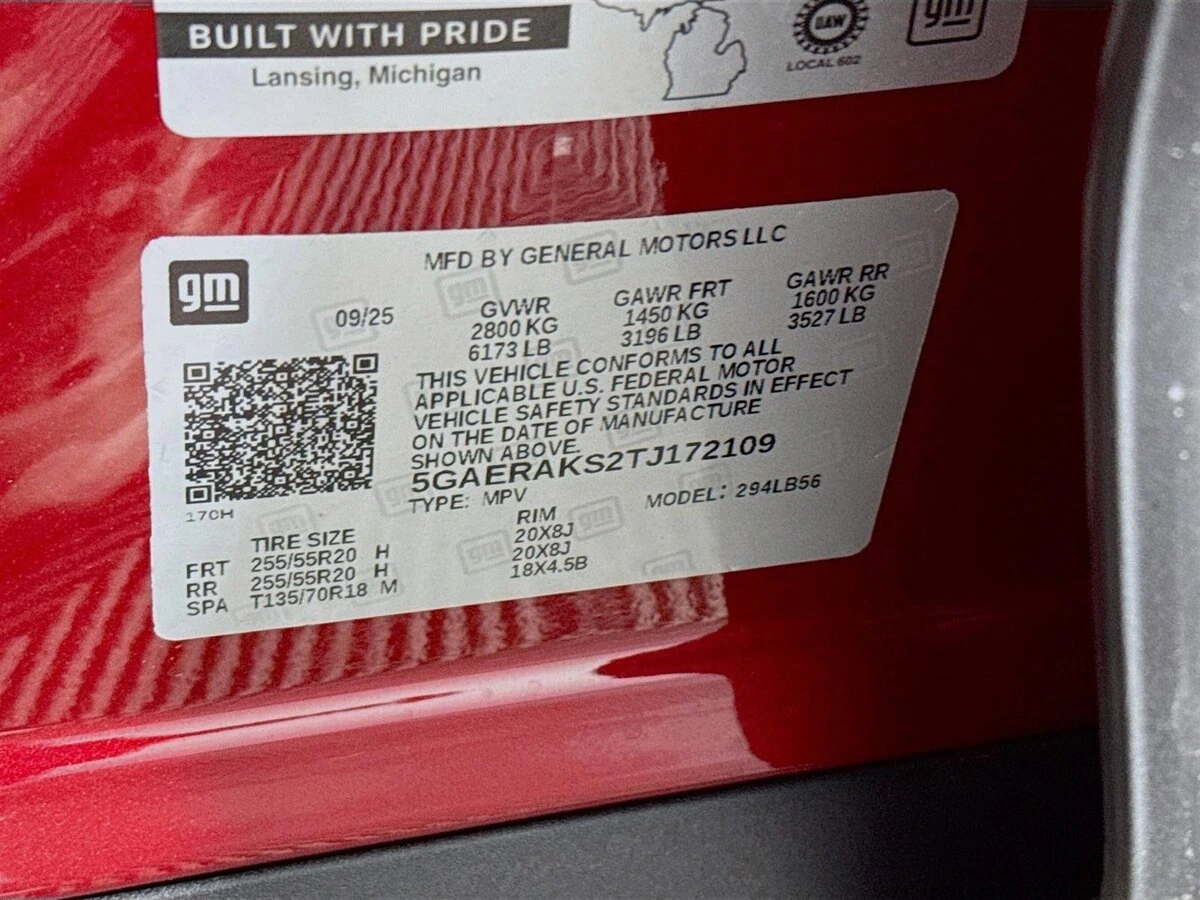 BUILT WITH PRIDE
Lansing, Michigan
UAW
LOCAL 602
gm
MFD BY GENERAL MOTORS LLC
gm
09/25
GVWR GAWR FRT GAWR RR
2800 KG 1450 KG 1600 KG
6173 LB 3196 LB 3527 LB
THIS VEHICLE CONFORMS TO ALL
APPLICABLE U.S. FEDERAL MOTOR
VEHICLE SAFETY STANDARDS IN EFFECT
ON THE DATE OF MANUFACTURE
SHOWN ABOVE
5GAERAKS2TJ172109
TYPE: MPV MODEL: 294LB56
17CH
TIRE SIZE RIM
FRT 255/55R20 H 20X8J
RR 255/55R20 H 20X8J
SPA T135/70R18 M 18X4.5B